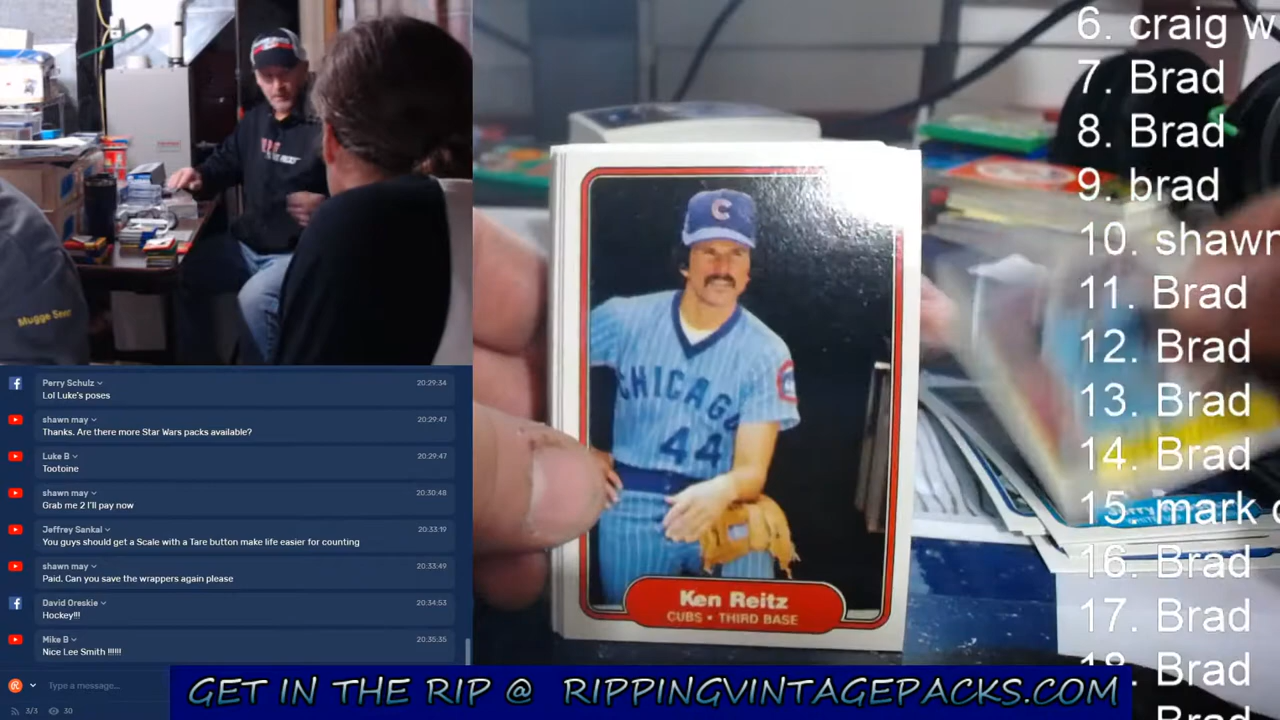 Mugge Seed
Perry Schulz
20:29:34
Lol Luke's poses
shawn may
20:29:47
Thanks. Are there more Star Wars packs available?
Luke B
20:29:47
Tootoine
shawn may
20:30:48
Grab me 2 I'll pay now
Jeffrey Sankal
20:33:19
You guys should get a Scale with a Tare button make life easier for counting
shawn may
20:33:49
Paid. Can you save the wrappers again please
David Oreskie
20:34:53
Hockey!!!
Mike B
20:35:35
Nice Lee Smith !!!!!!
Type a message...
3/3 30
C
CHICAGO
44
Ken Reitz
CUBS • THIRD BASE
6. craig w
7. Brad
8. Brad
9. brad
10. shawn
11. Brad
12. Brad
13. Brad
14. Brad
15. mark
16. Brad
17. Brad
18. Brad
GET IN THE RIP @ RIPPINGVINTAGEPACKS.COM